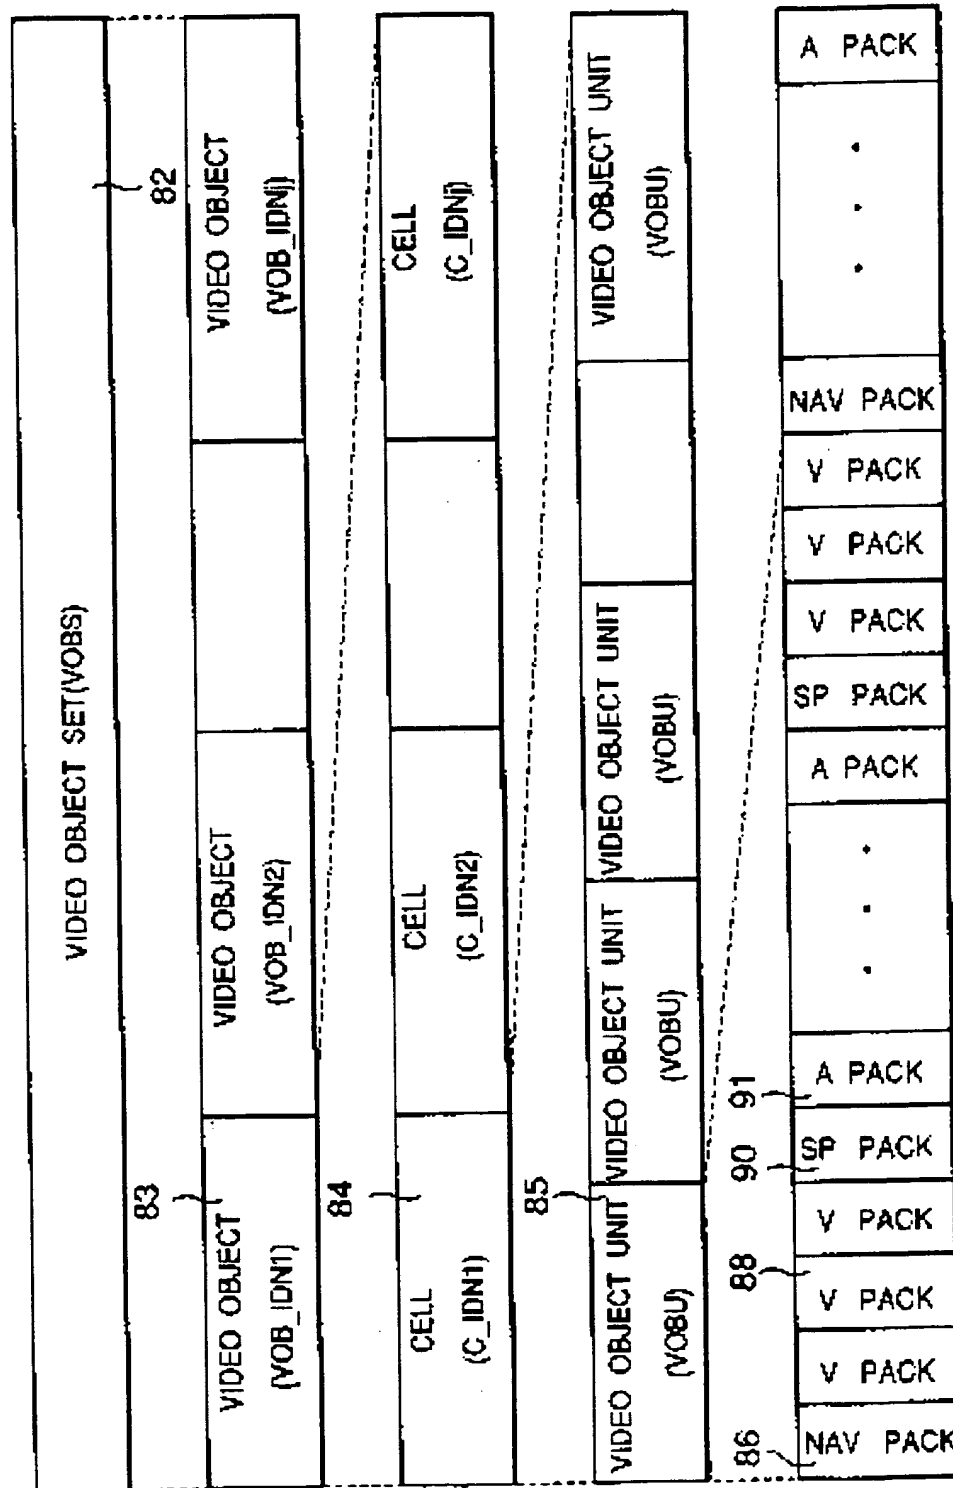 VIDEO OBJECT SET(VOBS)
82
83
VIDEO OBJECT
(VOB_IDN1)
VIDEO OBJECT
(VOB_IDN2)
VIDEO OBJECT
(VOB_IDNj)
84
CELL
(C_IDN1)
CELL
(C_IDN2)
CELL
(C_IDNj)
85
VIDEO OBJECT UNIT
(VOBU)
VIDEO OBJECT UNIT
(VOBU)
VIDEO OBJECT UNIT
(VOBU)
VIDEO OBJECT UNIT
(VOBU)
86
88
90
91
NAV PACK
V PACK
V PACK
V PACK
SP PACK
A PACK
. . .
A PACK
SP PACK
V PACK
V PACK
V PACK
NAV PACK
. . .
A PACK